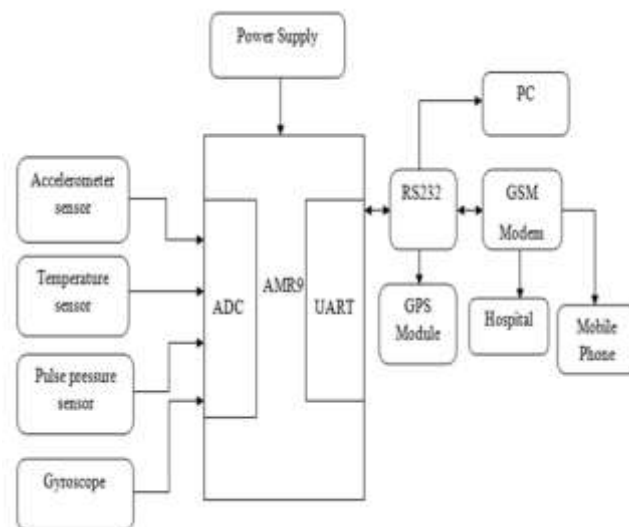 Power Supply
PC
Accelerometer
sensor
RS232
GSM
Modem
Temperature
sensor
ADC
AMR9
UART
GPS
Module
Hospital
Mobile
Phone
Pulse pressure
sensor
Gyroscope